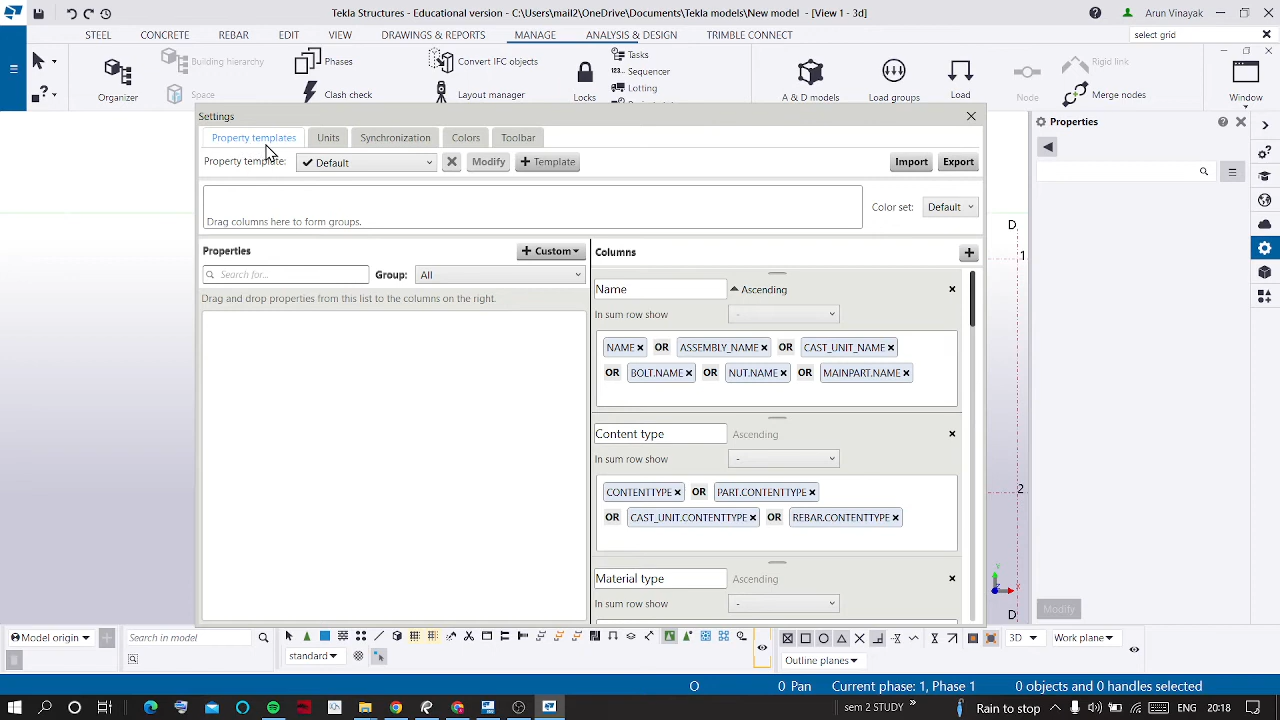 Tekla Structures - Educational version - C:\Users\mail2\OneDrive\Documents\Tekla Models\New model - [View 1 - 3d]
Arun Vinayak
STEEL CONCRETE REBAR EDIT VIEW DRAWINGS & REPORTS MANAGE ANALYSIS & DESIGN TRIMBLE CONNECT
select grid
Organizer
Building hierarchy
Space
Phases
Clash check
Convert IFC objects
Layout manager
Locks
Tasks
Sequencer
Lotting
A & D models
Load groups
Load
Node
Rigid link
Merge nodes
Window
Settings
Property templates Units Synchronization Colors Toolbar
Property template: Default Modify Template Import Export
Drag columns here to form groups.
Color set: Default
Properties + Custom
Search for... Group: All
Drag and drop properties from this list to the columns on the right.
Columns
Name Ascending
In sum row show -
NAME OR ASSEMBLY_NAME OR CAST_UNIT_NAME
OR BOLT.NAME OR NUT.NAME OR MAINPART.NAME
Content type Ascending
In sum row show -
CONTENTTYPE OR PART.CONTENTTYPE
OR CAST_UNIT.CONTENTTYPE OR REBAR.CONTENTTYPE
Material type Ascending
In sum row show -
Properties
Modify
D
1
2
D
Model origin
Search in model
standard
3D
Work plane
Outline planes
O 0 Pan Current phase: 1, Phase 1 0 objects and 0 handles selected
sem 2 STUDY Rain to stop ENG 20:18